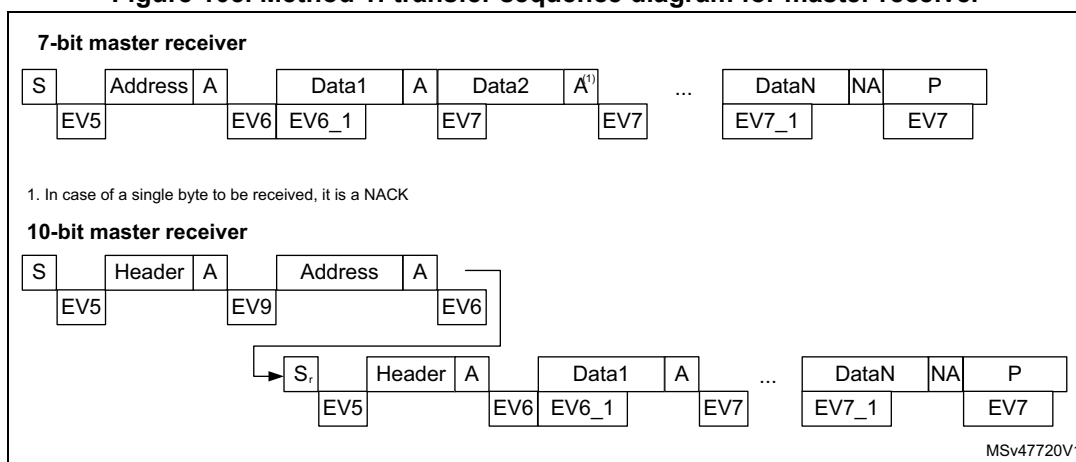 Figure 163. Method 1: transfer sequence diagram for master receiver
7-bit master receiver
S Address A Data1 A Data2 A(1) ... DataN NA P
EV5 EV6 EV6_1 EV7 EV7 EV7_1 EV7
1. In case of a single byte to be received, it is a NACK
10-bit master receiver
S Header A Address A
EV5 EV9 EV6
Sr Header A Data1 A ... DataN NA P
EV5 EV6 EV6_1 EV7 EV7_1 EV7
MSv47720V1